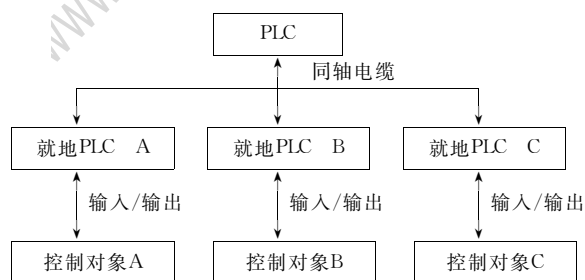 PLC
同轴电缆
就地PLC A
就地PLC B
就地PLC C
输入/输出
输入/输出
输入/输出
控制对象A
控制对象B
控制对象C